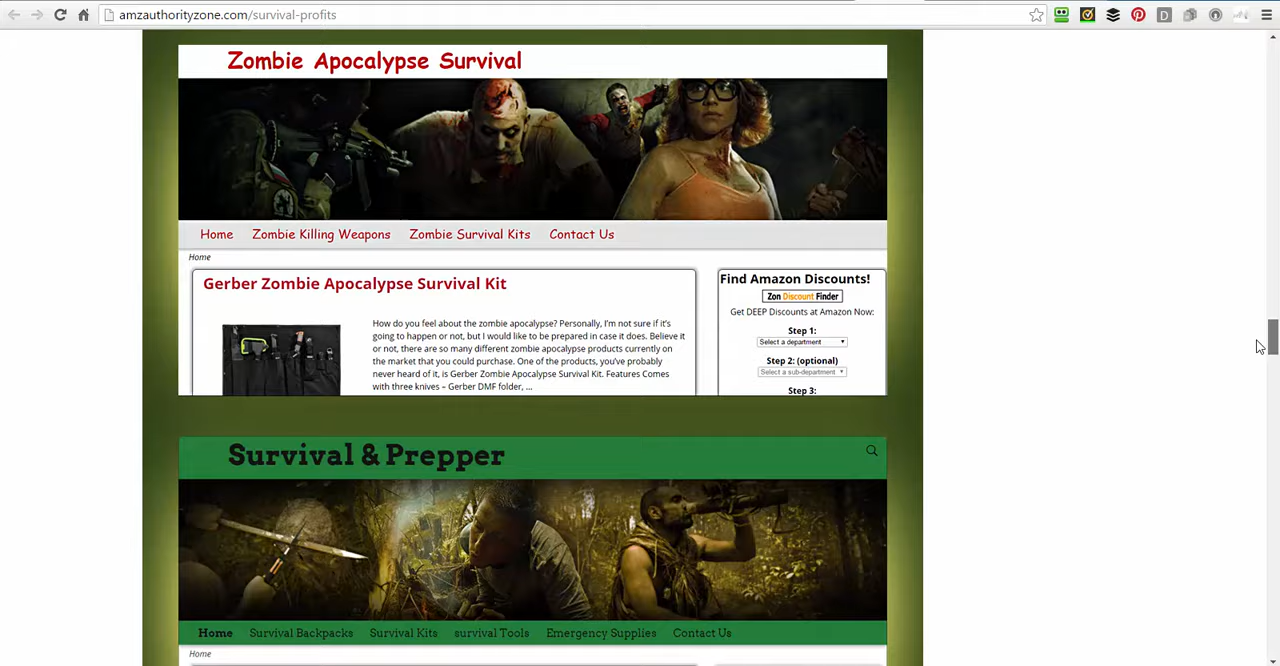 amzauthorityzone.com/survival-profits
Zombie Apocalypse Survival
Home Zombie Killing Weapons Zombie Survival Kits Contact Us
Home
Gerber Zombie Apocalypse Survival Kit
How do you feel about the zombie apocalypse? Personally, I'm not sure if it's
going to happen or not, but I would like to be prepared in case it does. Believe it
or not, there are so many different zombie apocalypse products currently on
the market that you could purchase. One of the products, you've probably
never heard of it, is Gerber Zombie Apocalypse Survival Kit. Features Comes
with three knives – Gerber DMF folder, ...
Find Amazon Discounts!
Zon Discount Finder
Get DEEP Discounts at Amazon Now:
Step 1:
Select a department
Step 2: (optional)
Select a sub-department
Step 3:
Survival & Prepper
Home Survival Backpacks Survival Kits survival Tools Emergency Supplies Contact Us
Home